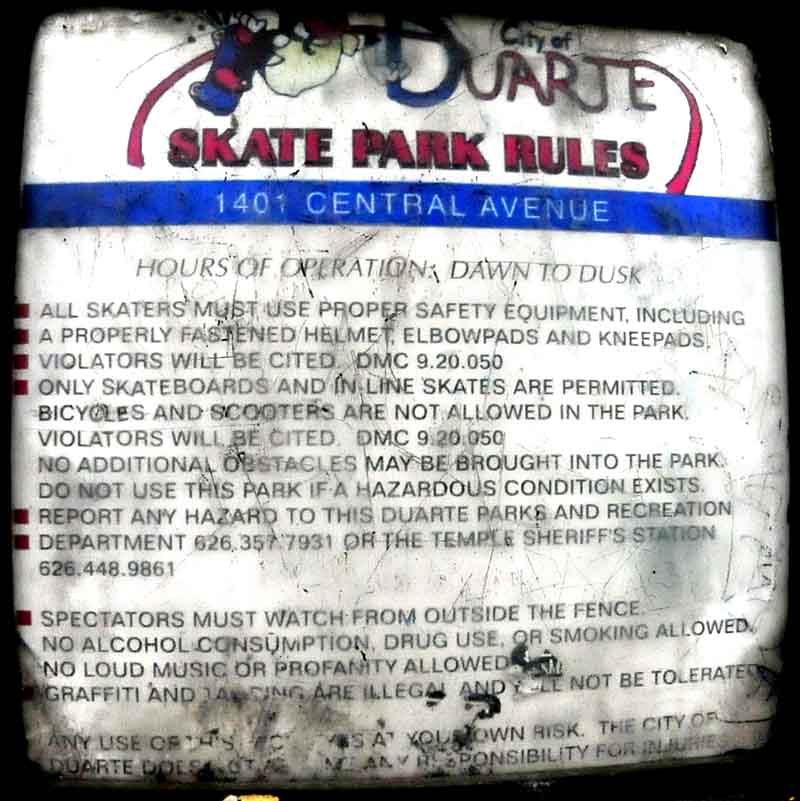 City of
DUARTE
SKATE PARK RULES
1401 CENTRAL AVENUE
HOURS OF OPERATION: DAWN TO DUSK
ALL SKATERS MUST USE PROPER SAFETY EQUIPMENT, INCLUDING
A PROPERLY FASTENED HELMET, ELBOWPADS AND KNEEPADS.
VIOLATORS WILL BE CITED. DMC 9.20.050
ONLY SKATEBOARDS AND IN-LINE SKATES ARE PERMITTED.
BICYCLES AND SCOOTERS ARE NOT ALLOWED IN THE PARK.
VIOLATORS WILL BE CITED. DMC 9.20.050
NO ADDITIONAL OBSTACLES MAY BE BROUGHT INTO THE PARK.
DO NOT USE THIS PARK IF A HAZARDOUS CONDITION EXISTS.
REPORT ANY HAZARD TO THIS DUARTE PARKS AND RECREATION
DEPARTMENT 626.357.7931 OR THE TEMPLE SHERIFF'S STATION
626.448.9861
SPECTATORS MUST WATCH FROM OUTSIDE THE FENCE.
NO ALCOHOL CONSUMPTION, DRUG USE, OR SMOKING ALLOWED.
NO LOUD MUSIC OR PROFANITY ALLOWED
GRAFFITI AND ARE ILLEGAL AND WILL NOT BE TOLERATED
ANY USE OF THIS IS AT YOUR OWN RISK. THE CITY OF
DUARTE DOES NOT ANY RESPONSIBILITY FOR INJURIES